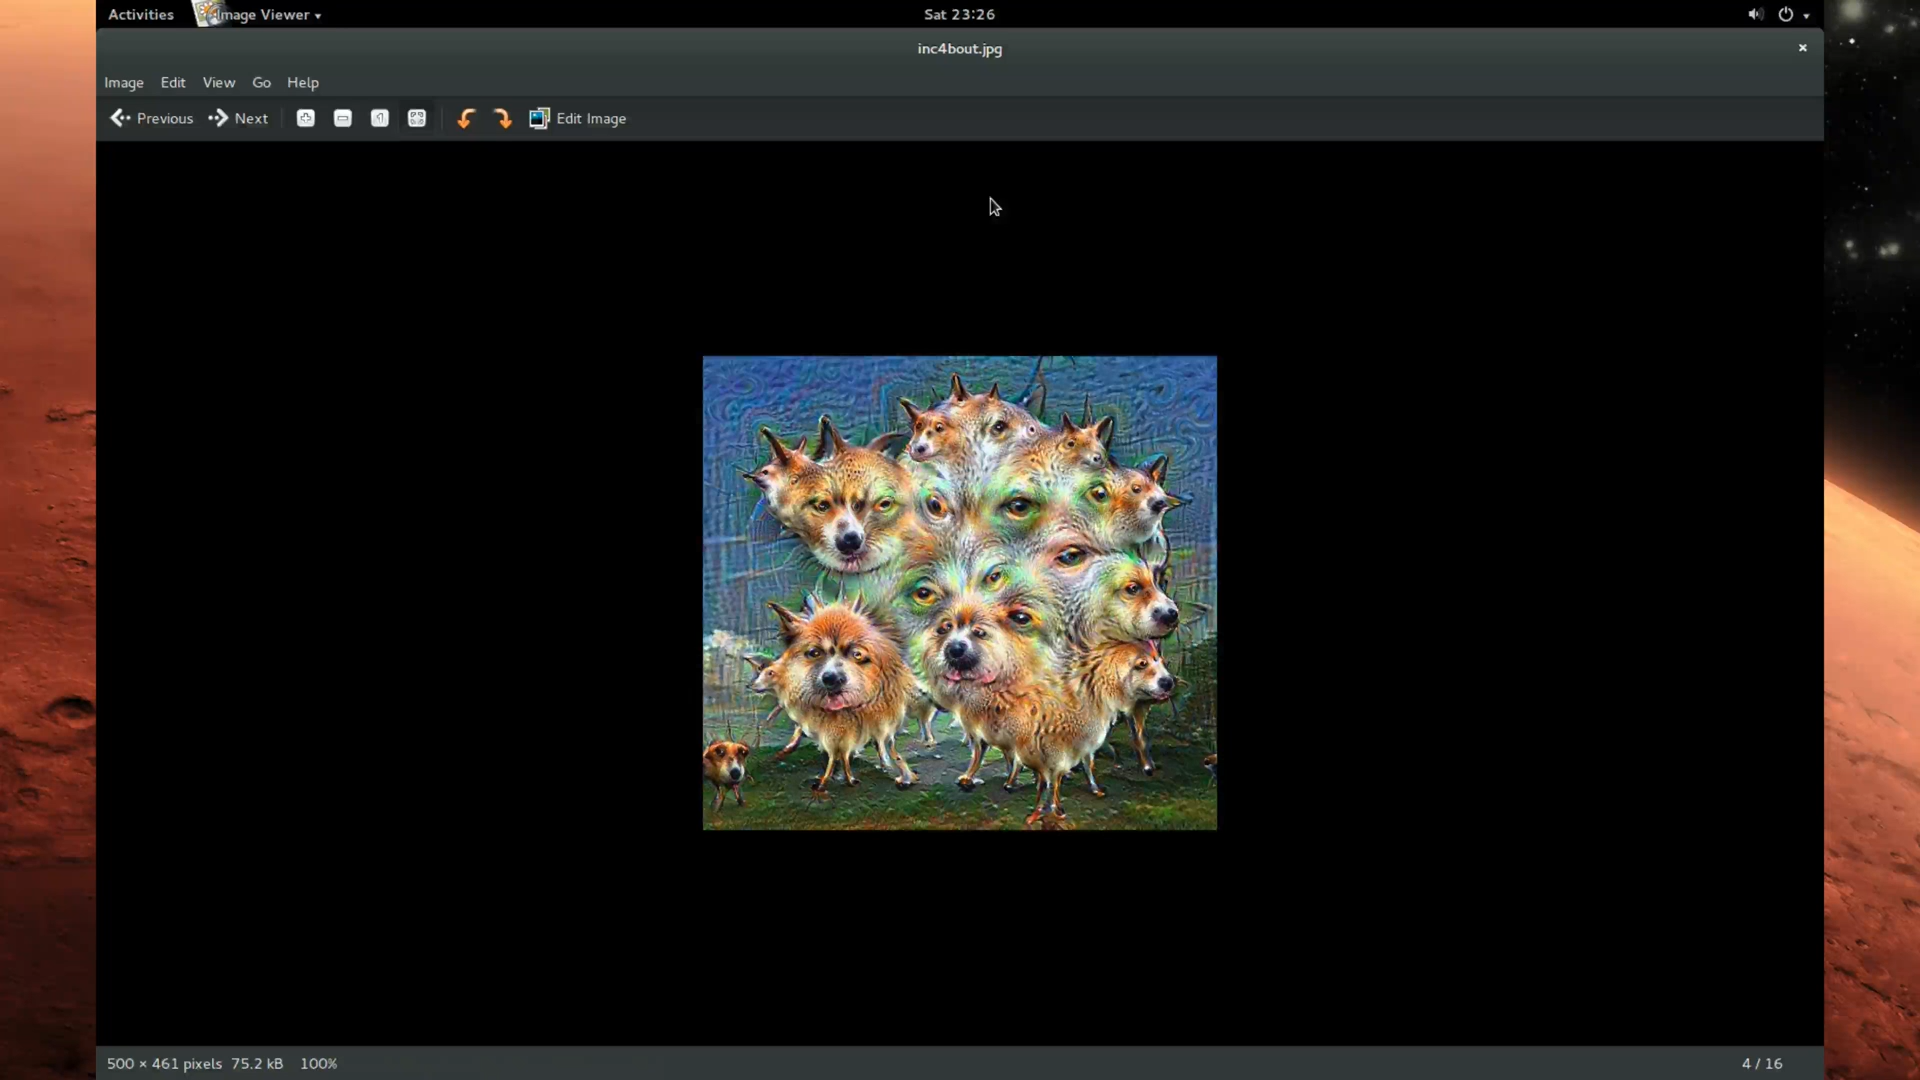 Activities Image Viewer Sat 23:26
inc4bout.jpg
Image Edit View Go Help
Previous Next Edit Image
500 × 461 pixels 75.2 kB 100% 4 / 16